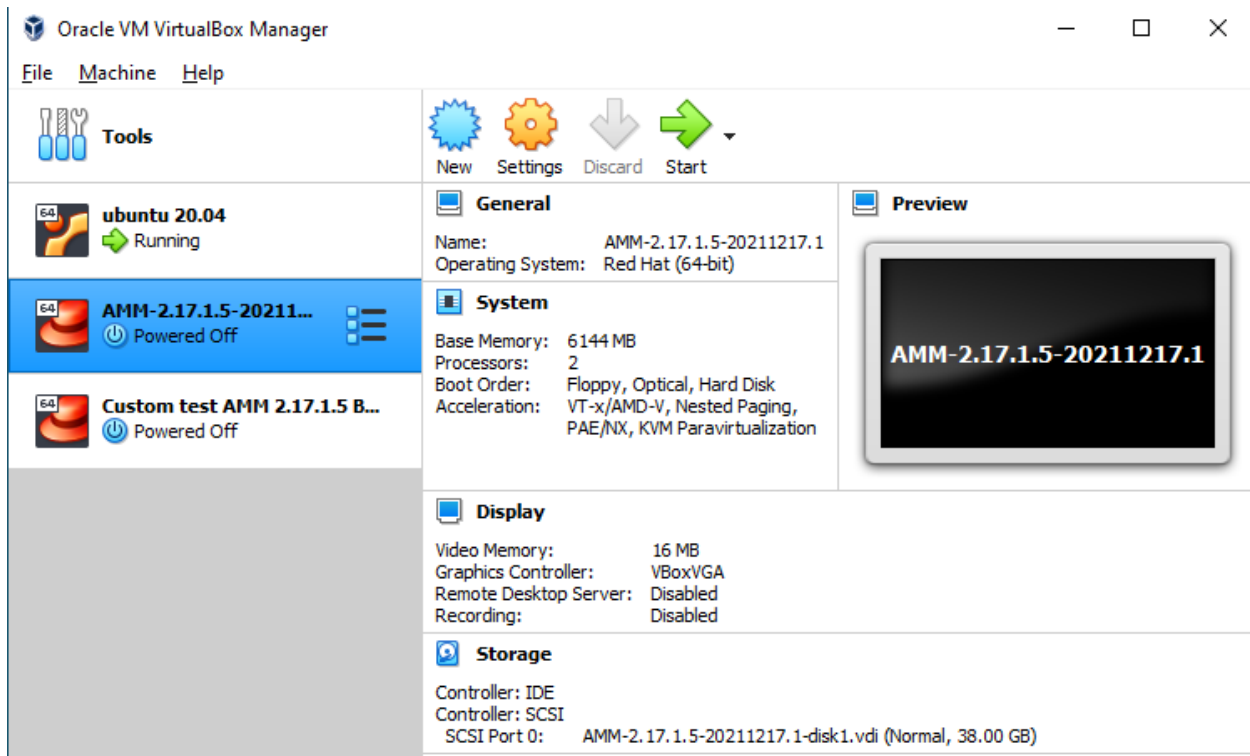 Oracle VM VirtualBox Manager
File Machine Help
Tools
New Settings Discard Start
64
ubuntu 20.04
Running
64
AMM-2.17.1.5-20211...
Powered Off
64
Custom test AMM 2.17.1.5 B...
Powered Off
General
Name: AMM-2.17.1.5-20211217.1
Operating System: Red Hat (64-bit)
System
Base Memory: 6144 MB
Processors: 2
Boot Order: Floppy, Optical, Hard Disk
Acceleration: VT-x/AMD-V, Nested Paging,
PAE/NX, KVM Paravirtualization
Preview
AMM-2.17.1.5-20211217.1
Display
Video Memory: 16 MB
Graphics Controller: VBoxVGA
Remote Desktop Server: Disabled
Recording: Disabled
Storage
Controller: IDE
Controller: SCSI
SCSI Port 0: AMM-2.17.1.5-20211217.1-disk1.vdi (Normal, 38.00 GB)